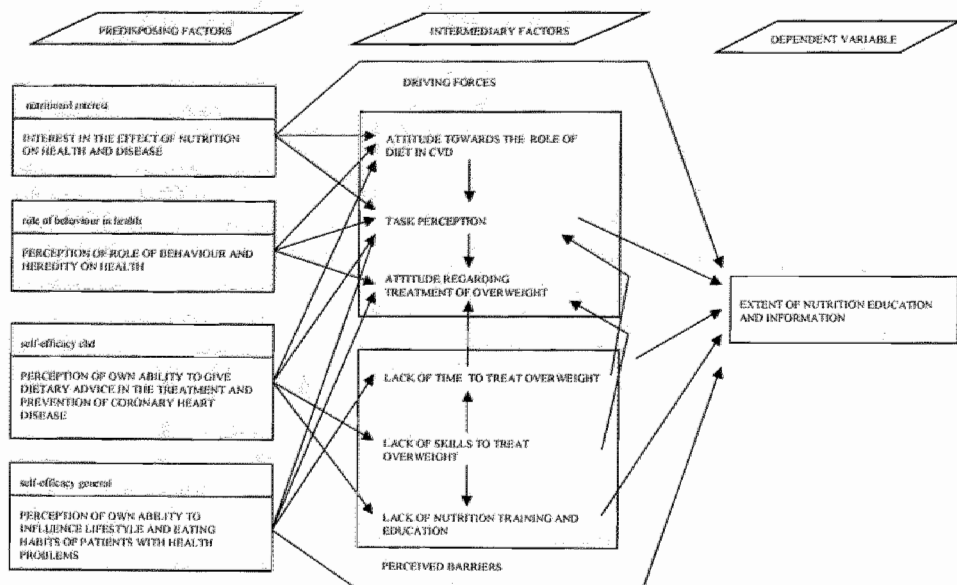 PREDISPOSING FACTORS
INTERMEDIARY FACTORS
DEPENDENT VARIABLE
DRIVING FORCES
nutritional interest
INTEREST IN THE EFFECT OF NUTRITION
ON HEALTH AND DISEASE
role of behaviour in health
PERCEPTION OF ROLE OF BEHAVIOUR AND
HEREDITY ON HEALTH
self-efficacy chd
PERCEPTION OF OWN ABILITY TO GIVE
DIETARY ADVICE IN THE TREATMENT AND
PREVENTION OF CORONARY HEART
DISEASE
self-efficacy general
PERCEPTION OF OWN ABILITY TO
INFLUENCE LIFESTYLE AND EATING
HABITS OF PATIENTS WITH HEALTH
PROBLEMS
ATTITUDE TOWARDS THE ROLE OF
DIET IN CVD
TASK PERCEPTION
ATTITUDE REGARDING
TREATMENT OF OVERWEIGHT
LACK OF TIME TO TREAT OVERWEIGHT
LACK OF SKILLS TO TREAT
OVERWEIGHT
LACK OF NUTRITION TRAINING AND
EDUCATION
PERCEIVED BARRIERS
EXTENT OF NUTRITION EDUCATION
AND INFORMATION